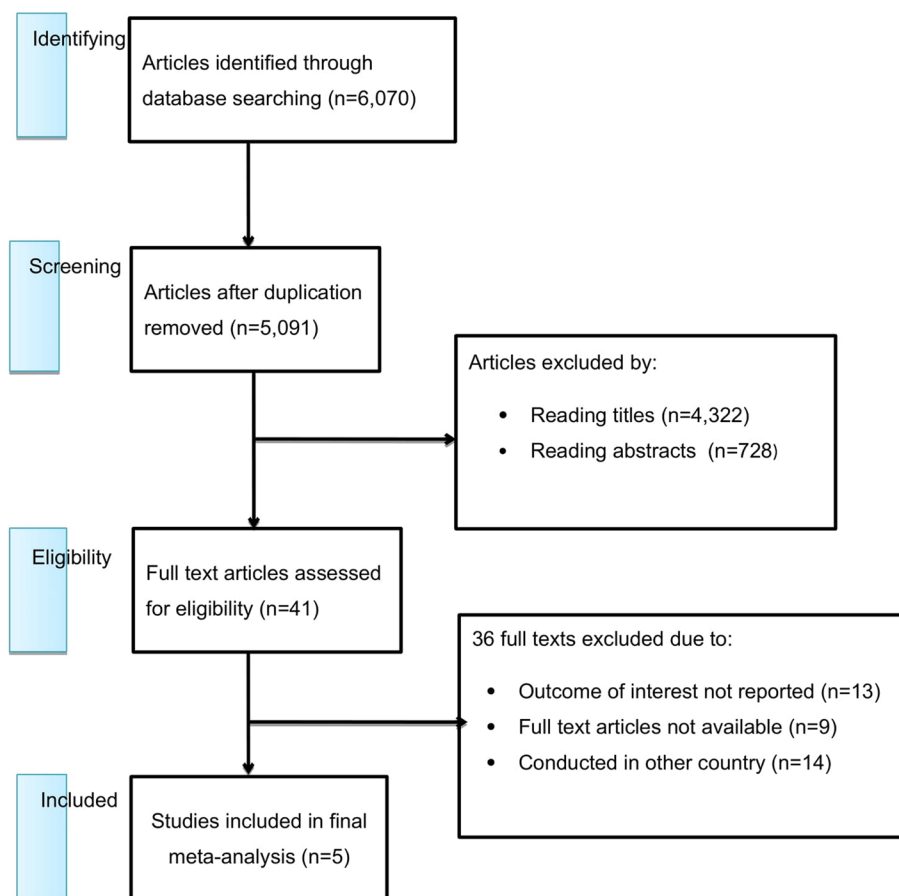 Identifying
Articles identified through
database searching (n=6,070)
Screening
Articles after duplication
removed (n=5,091)
Articles excluded by:
• Reading titles (n=4,322)
• Reading abstracts (n=728)
Eligibility
Full text articles assessed
for eligibility (n=41)
36 full texts excluded due to:
• Outcome of interest not reported (n=13)
• Full text articles not available (n=9)
• Conducted in other country (n=14)
Included
Studies included in final
meta-analysis (n=5)